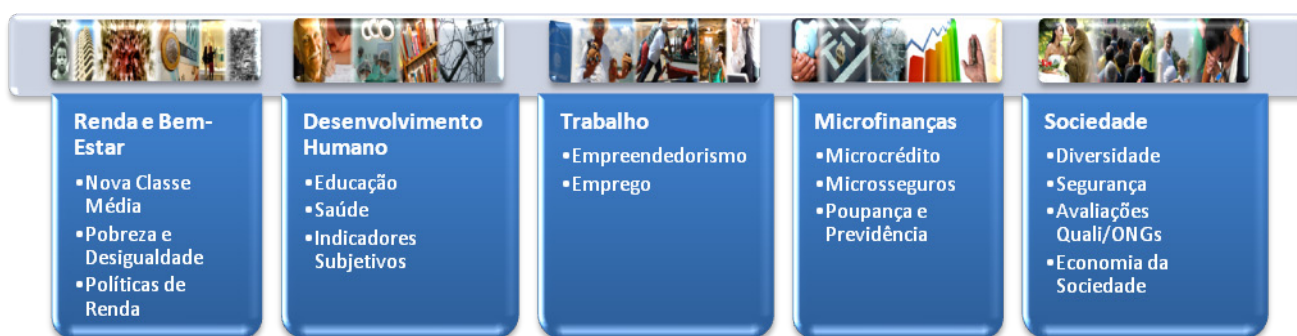 Renda e Bem-
Estar
•Nova Classe
Média
•Pobreza e
Desigualdade
•Políticas de
Renda
Desenvolvimento
Humano
•Educação
•Saúde
•Indicadores
Subjetivos
Trabalho
•Empreendedorismo
•Emprego
Microfinanças
•Microcrédito
•Microsseguros
•Poupança e
Previdência
Sociedade
•Diversidade
•Segurança
•Avaliações
Quali/ONGs
•Economia da
Sociedade